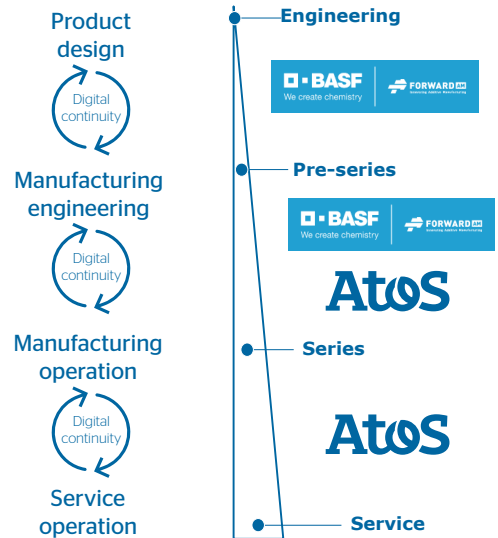 Product
design
Digital
continuity
Manufacturing
engineering
Digital
continuity
Manufacturing
operation
Digital
continuity
Service
operation
Engineering
BASF
We create chemistry
FORWARD AM
Pre-series
BASF
We create chemistry
FORWARD AM
Atos
Series
Atos
Service